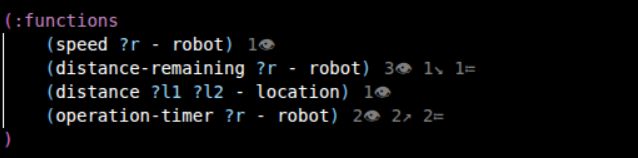 (:functions
(speed ?r - robot) 1👁
(distance-remaining ?r - robot) 3👁 1↘ 1≔
(distance ?l1 ?l2 - location) 1👁
(operation-timer ?r - robot) 2👁 2↗ 2≔
)